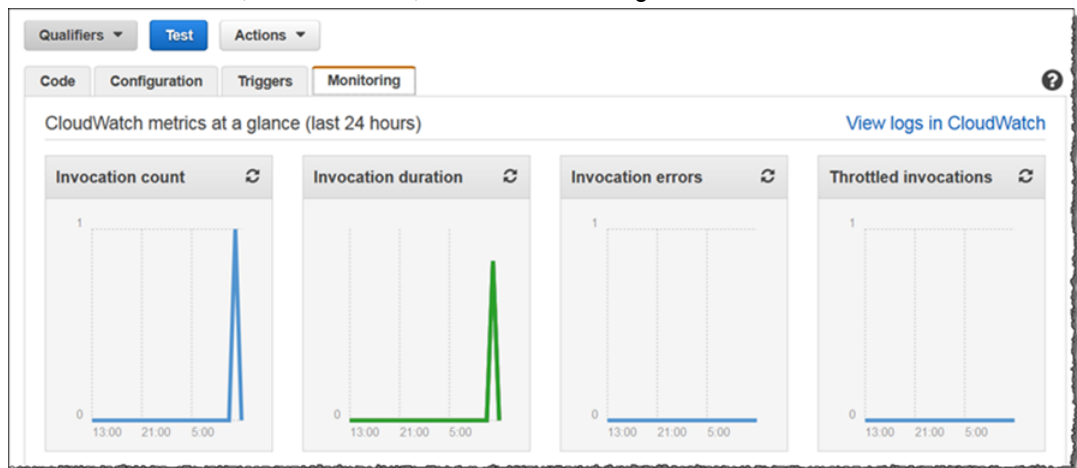 Qualifiers Test Actions
Code Configuration Triggers Monitoring
CloudWatch metrics at a glance (last 24 hours) View logs in CloudWatch
Invocation count Invocation duration Invocation errors Throttled invocations
1 1 1
0 0 0 0
13:00 21:00 5:00 13:00 21:00 5:00 13:00 21:00 5:00 13:00 21:00 5:00